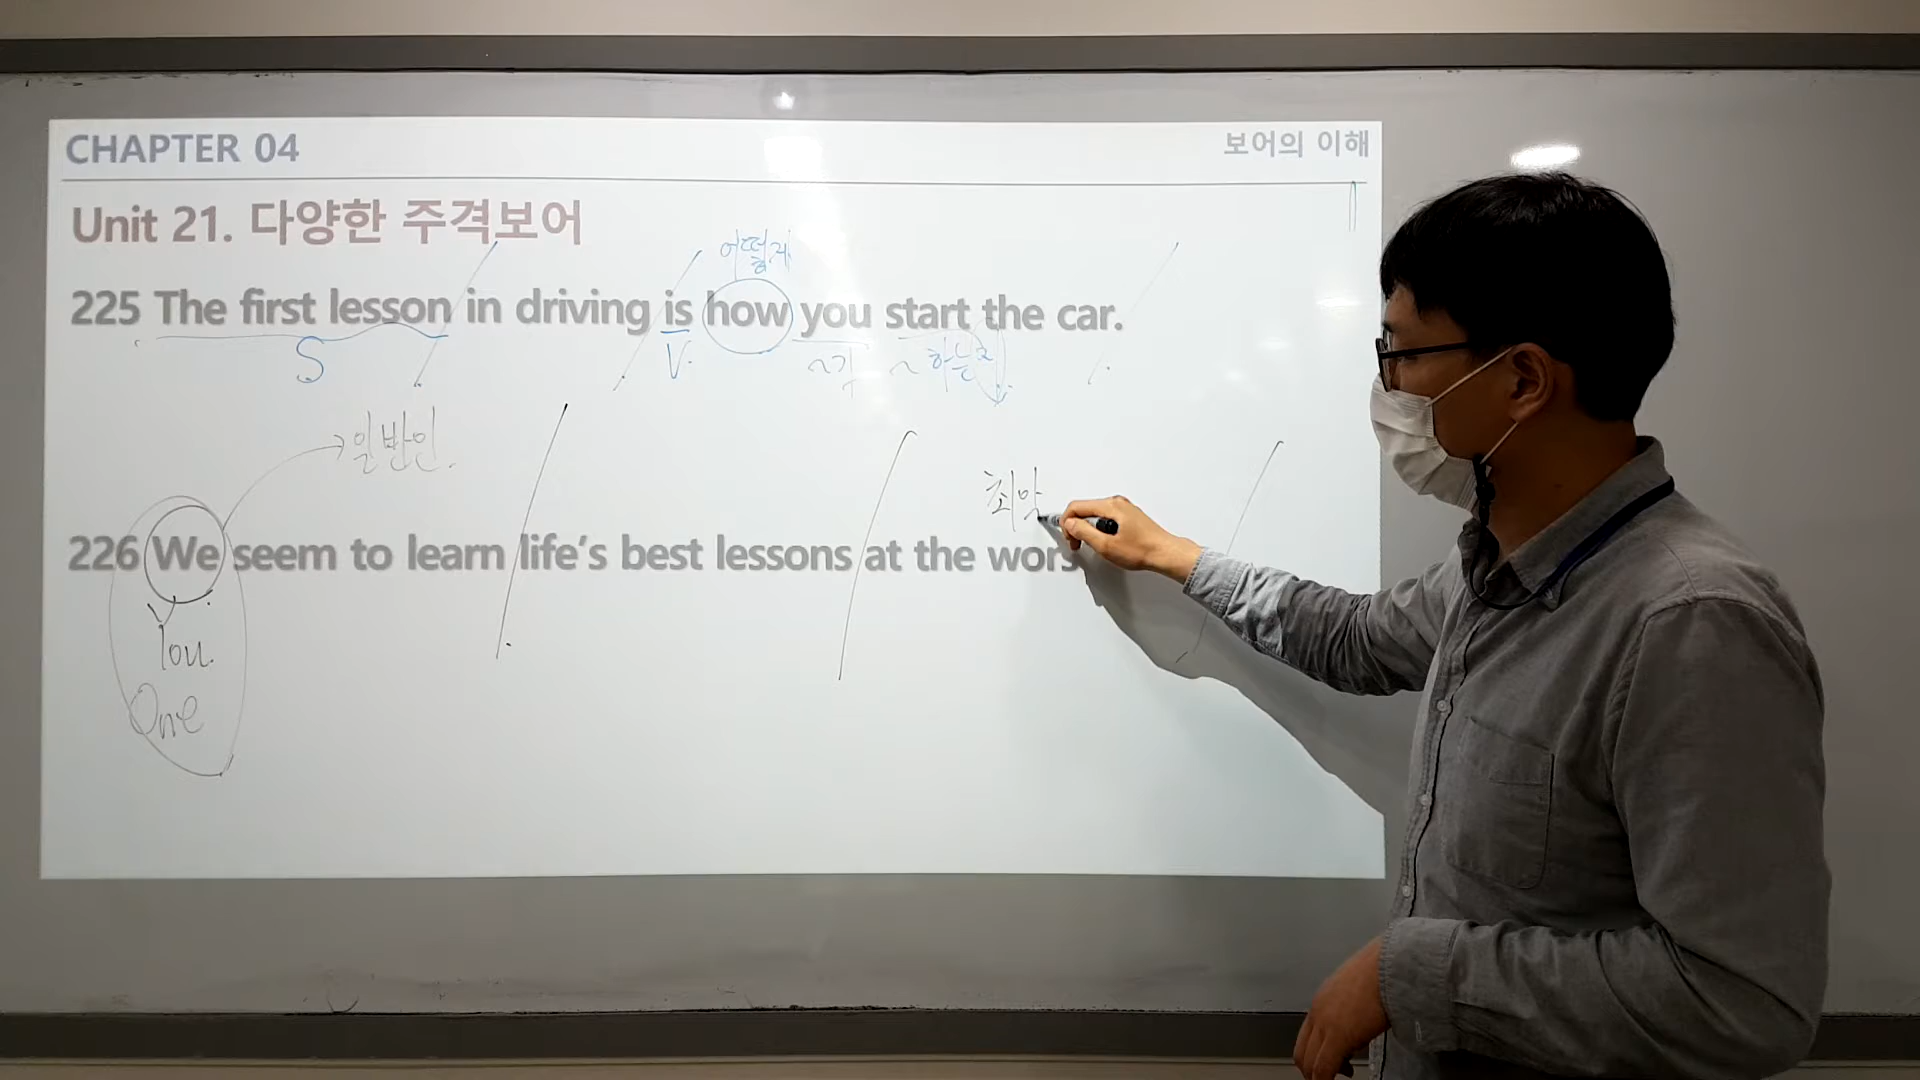 CHAPTER 04
보어의 이해
Unit 21. 다양한 주격보어
어떻게
225 The first lesson in driving is how you start the car.
S
V.
~가
~하는지
→일반인.
최악
226 We seem to learn life's best lessons at the wors
You.
One